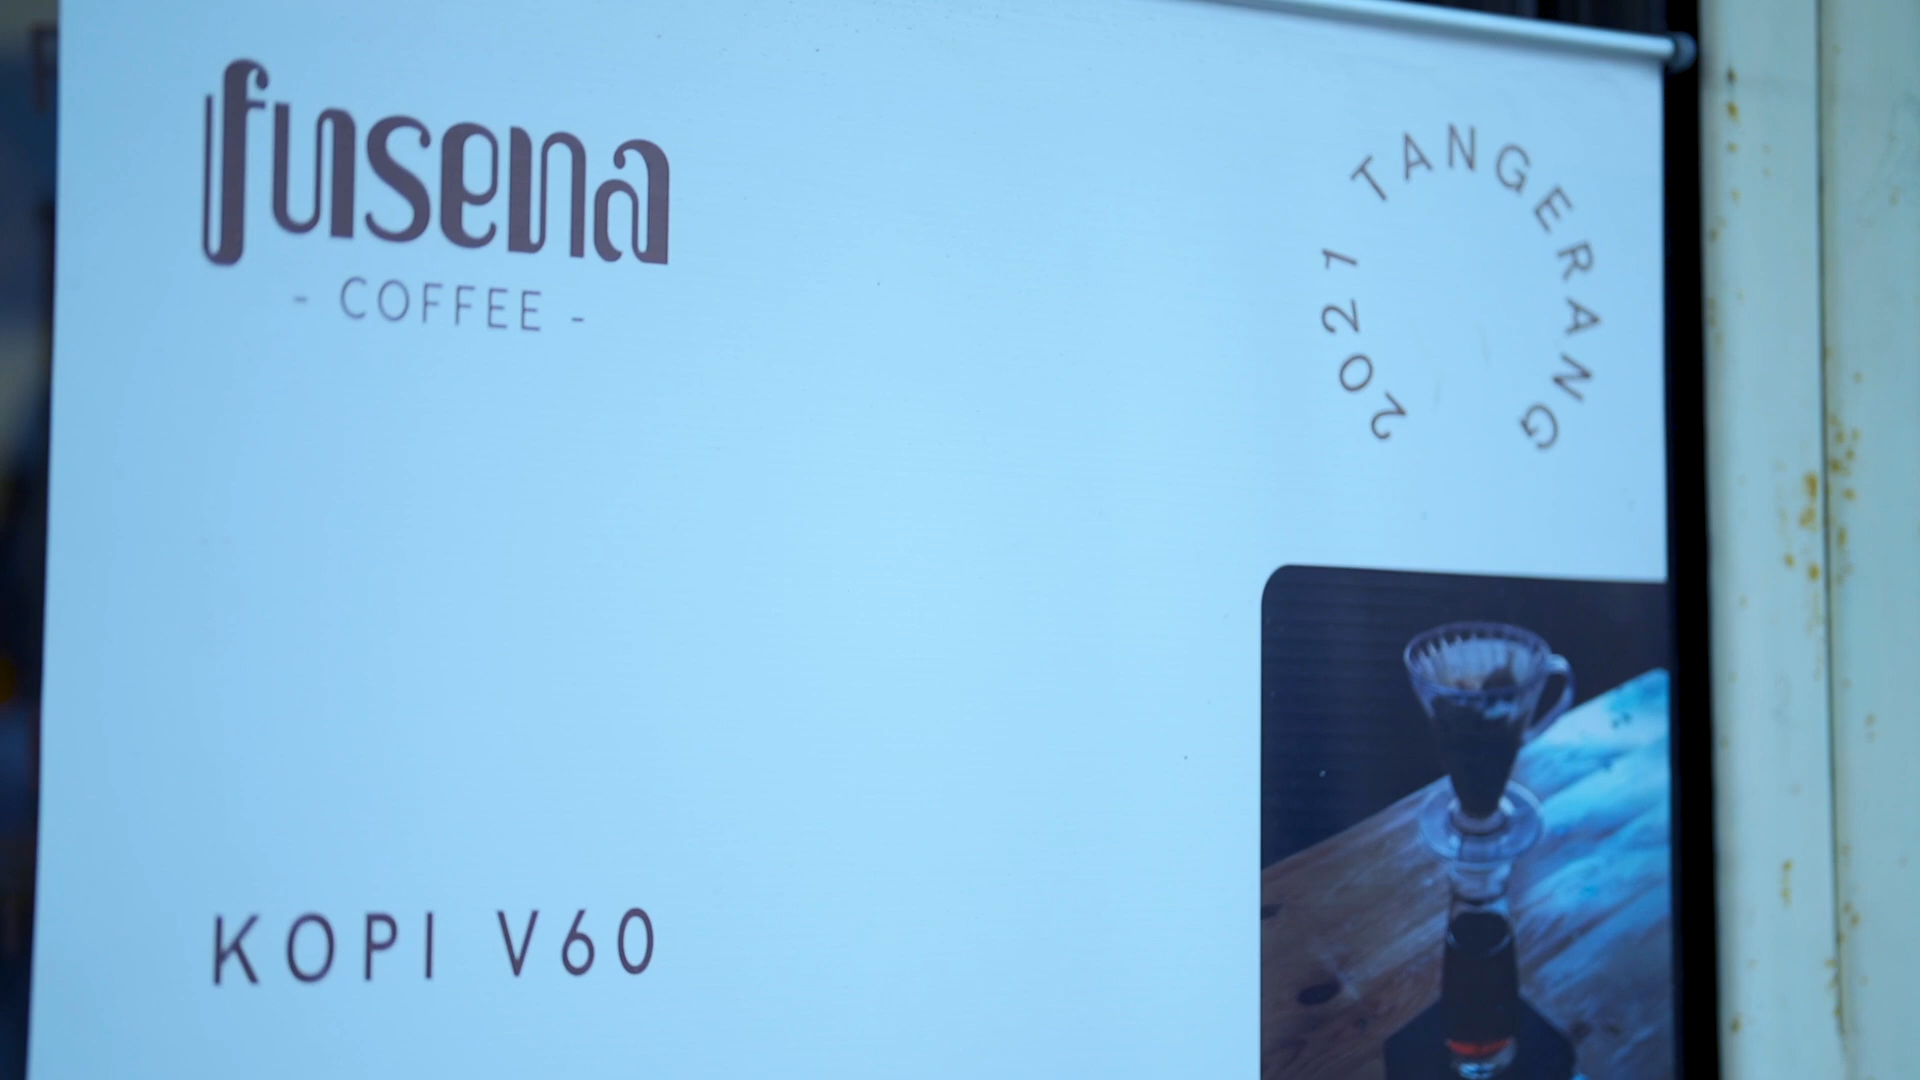 fusena
- COFFEE -
2021 TANGERANG
KOPI V60